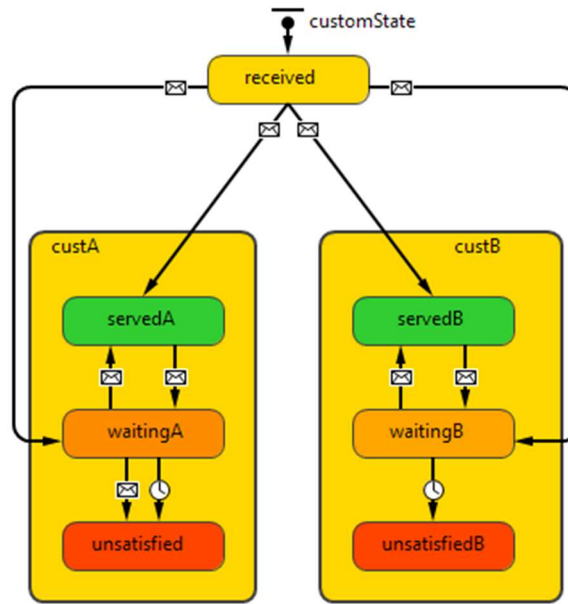 customState
received
custA
custB
servedA
servedB
waitingA
waitingB
unsatisfied
unsatisfiedB